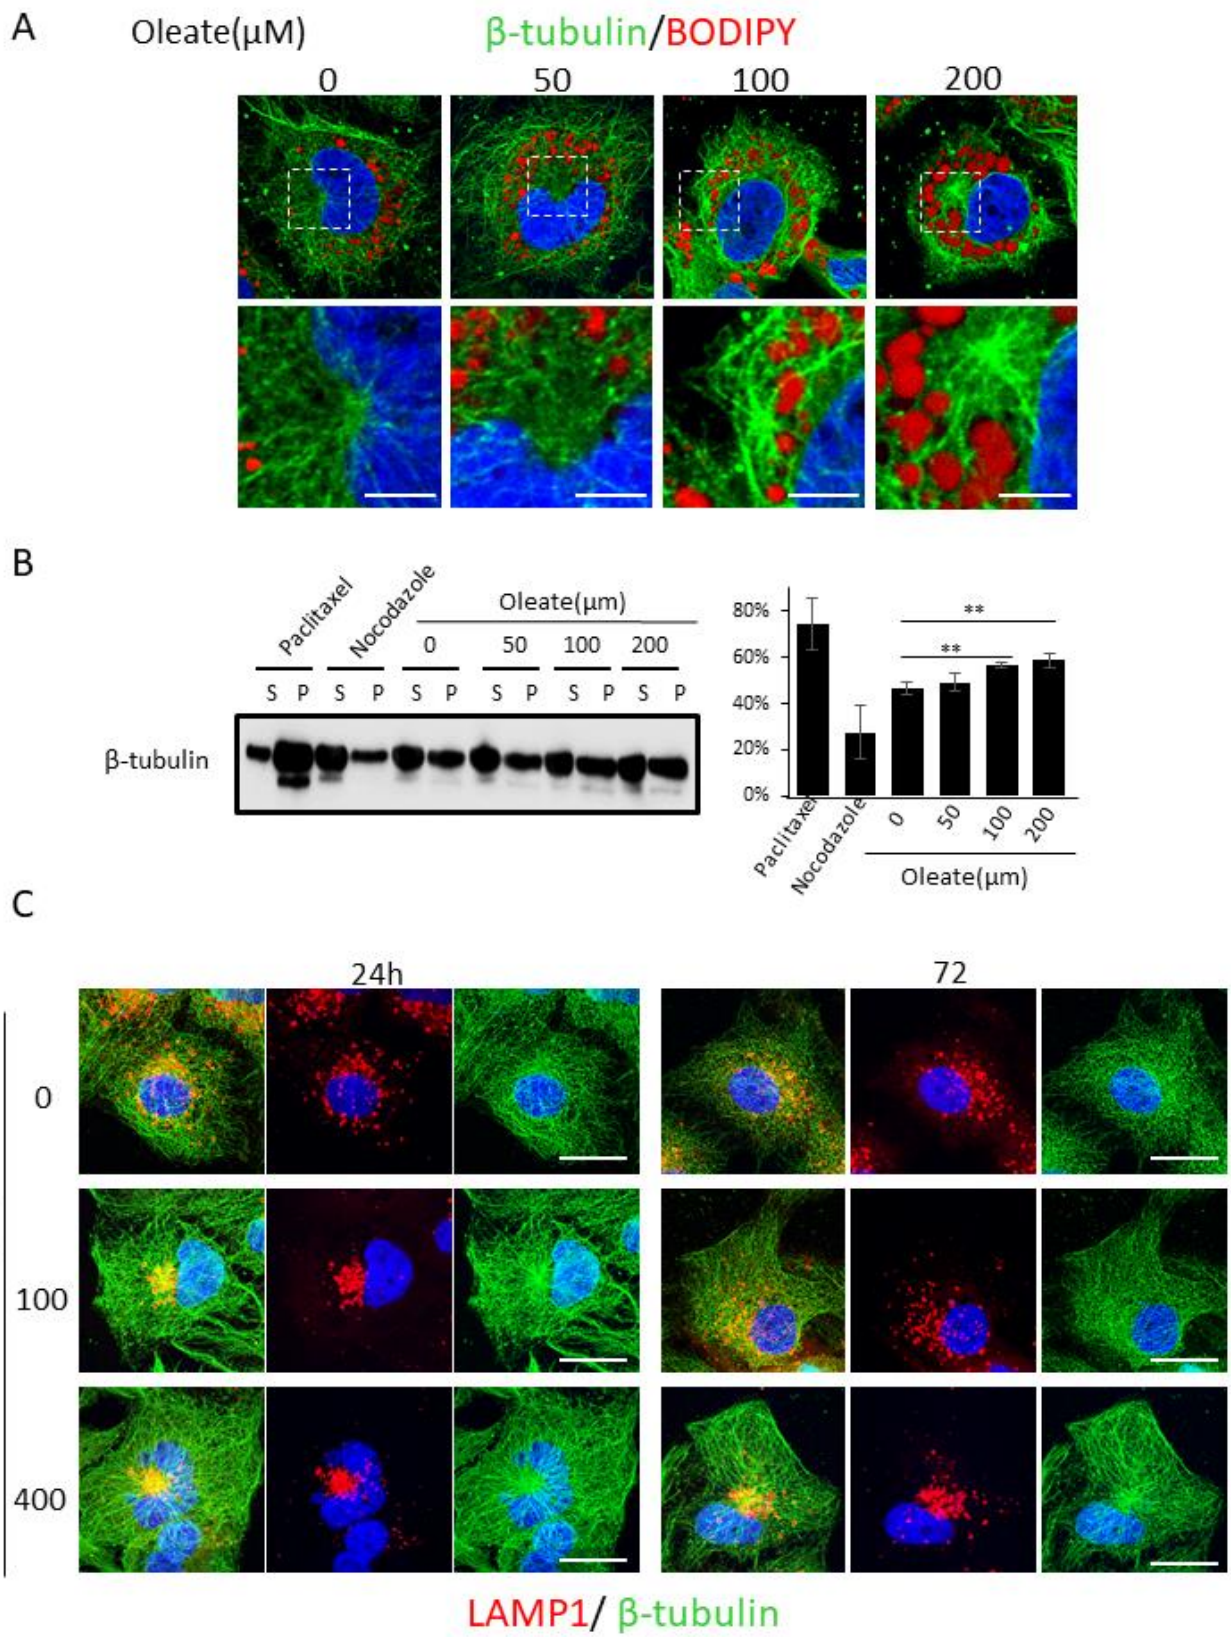 A
Oleate(μM) β-tubulin/BODIPY
0 50 100 200
B
Paclitaxel Nocodazole Oleate(μm)
0 50 100 200
S P S P S P S P S P S P
β-tubulin
80%
60%
40%
20%
0%
** **
Paclitaxel Nocodazole 0 50 100 200
Oleate(μm)
C
24h 72
0
100
400
LAMP1/ β-tubulin